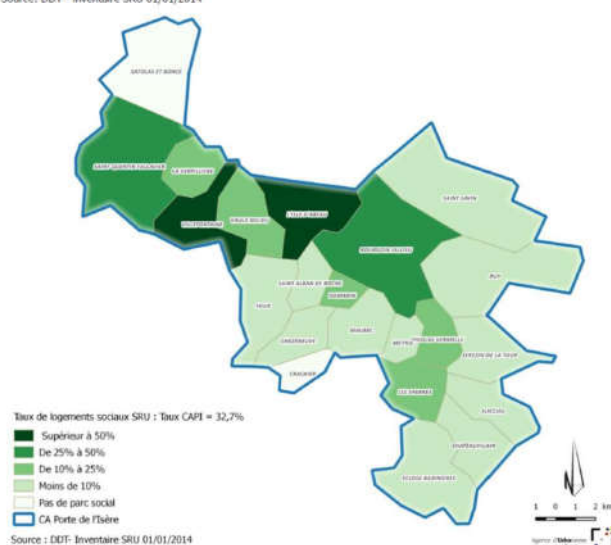 Source: DDT- Inventaire SRU 01/01/2014
SATOLAS ET BONCE
SAINT QUENTIN FALLAVIER
LA VERPILLIERE
VILLEFONTAINE
VAULX MILIEU
L'ISLE D'ABEAU
SAINT SAVIN
BOURGOIN JALLIEU
RUY
SAINT ALBAN DE ROCHE
DOMARIN
FOUR
MAUBEC
MEYRIE
NIVOLAS VERMELLE
CHEZENEUVE
SEREZIN DE LA TOUR
CRACHIER
LES EPARRES
SUCCIEU
CHATEAUVILAIN
ECLOSE BADINIERES
Taux de logements sociaux SRU : Taux CAPI = 32,7%
Supérieur à 50%
De 25% à 50%
De 10% à 25%
Moins de 10%
Pas de parc social
CA Porte de l'Isère
Source : DDT- Inventaire SRU 01/01/2014
N
1 0 1 2 km